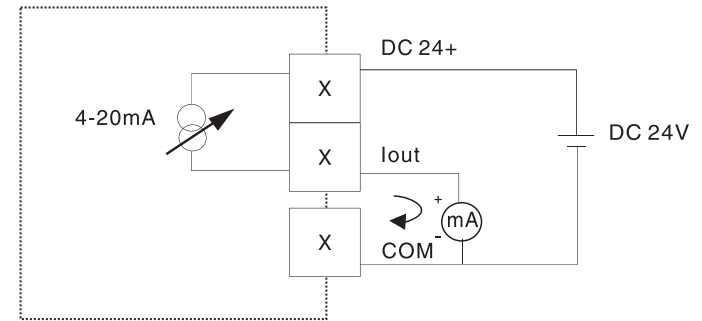 DC 24+
X
4-20mA
DC 24V
X
Iout
+
mA
X
-
COM